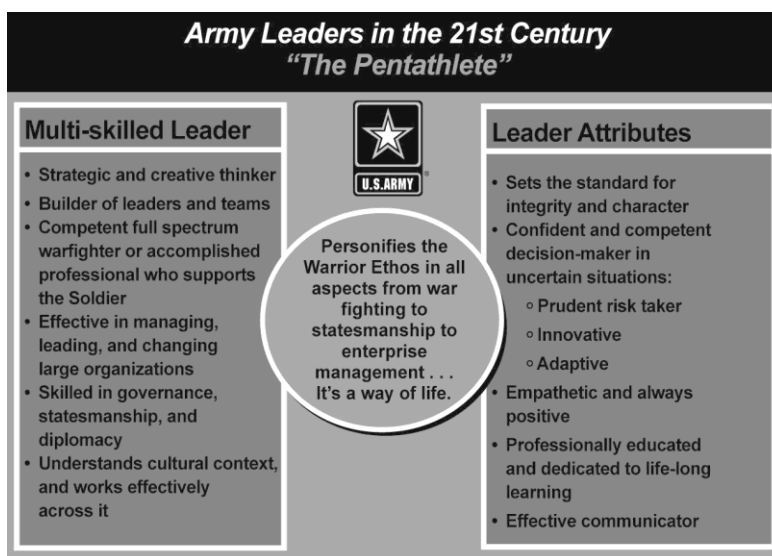 Army Leaders in the 21st Century
“The Pentathlete”
Multi-skilled Leader
• Strategic and creative thinker
• Builder of leaders and teams
• Competent full spectrum
warfighter or accomplished
professional who supports
the Soldier
• Effective in managing,
leading, and changing
large organizations
• Skilled in governance,
statesmanship, and
diplomacy
• Understands cultural context,
and works effectively
across it
U.S.ARMY
Personifies the
Warrior Ethos in all
aspects from war
fighting to
statesmanship to
enterprise
management . . .
It’s a way of life.
Leader Attributes
• Sets the standard for
integrity and character
• Confident and competent
decision-maker in
uncertain situations:
○ Prudent risk taker
○ Innovative
○ Adaptive
• Empathetic and always
positive
• Professionally educated
and dedicated to life-long
learning
• Effective communicator